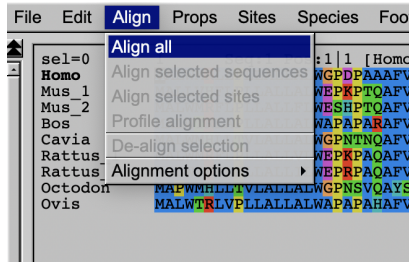 File Edit Align Props Sites Species Foo
Align all
Align selected sequences
Align selected sites
Profile alignment
De-align selection
Alignment options
sel=0 :1|1 [Homo
Homo WGPDPAAAFV
Mus_1 WEPKPTQAFV
Mus_2 WESHPTQAFV
Bos WAPAPARAFV
Cavia WGPNTNQAFV
Rattus_ WEPKPAQAFV
Rattus_ WEPRPAQAFV
Octodon MAPWMHLLTVLALLALWGPNSVQAYS
Ovis MALWTRLVPLLALLALWAPAPAHAFV